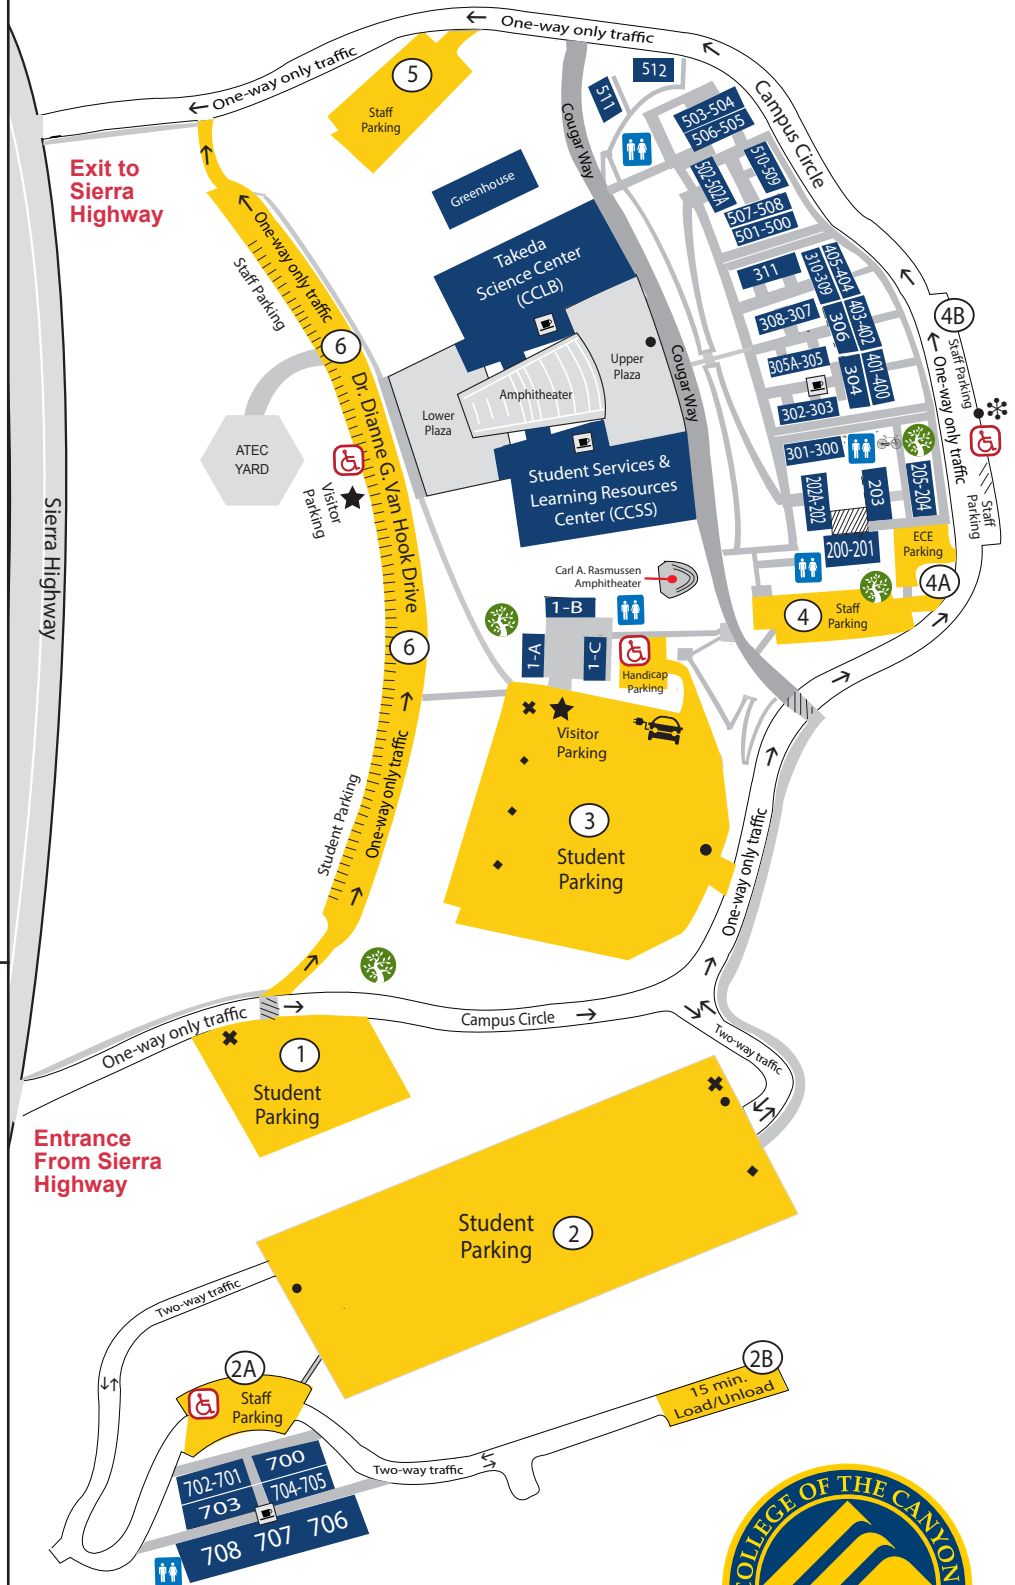 One-way only traffic
One-way only traffic
5
Staff
Parking
Exit to
Sierra
Highway
Greenhouse
Cougar Way
511
512
503-504
506-505
502-502A
510-509
507-508
501-500
Campus Circle
One-way only traffic
Staff Parking
Takeda
Science Center
(CCLB)
Upper
Plaza
Amphitheater
Lower
Plaza
Cougar Way
311
310-309
405-404
308-307
306
403-402
305A-305
304
401-400
302-303
4B
Staff Parking
One-way only traffic
Staff
Parking
6
Dr. Dianne G. Van Hook Drive
ATEC
YARD
Visitor
Parking
Sierra Highway
Student Services &
Learning Resources
Center (CCSS)
301-300
202A-202
203
205-204
200-201
ECE
Parking
4A
4
Staff
Parking
Carl A. Rasmussen
Amphitheater
1-B
1-A
1-C
Handicap
Parking
6
Visitor
Parking
3
Student
Parking
Student Parking
One-way only traffic
One-way only traffic
One-way only traffic
Campus Circle
Two-way traffic
1
Student
Parking
Entrance
From Sierra
Highway
Student
Parking
2
Two-way traffic
2A
Staff
Parking
2B
15 min.
Load/Unload
Two-way traffic
702-701
700
703
704-705
708 707 706
COLLEGE OF THE CANYON